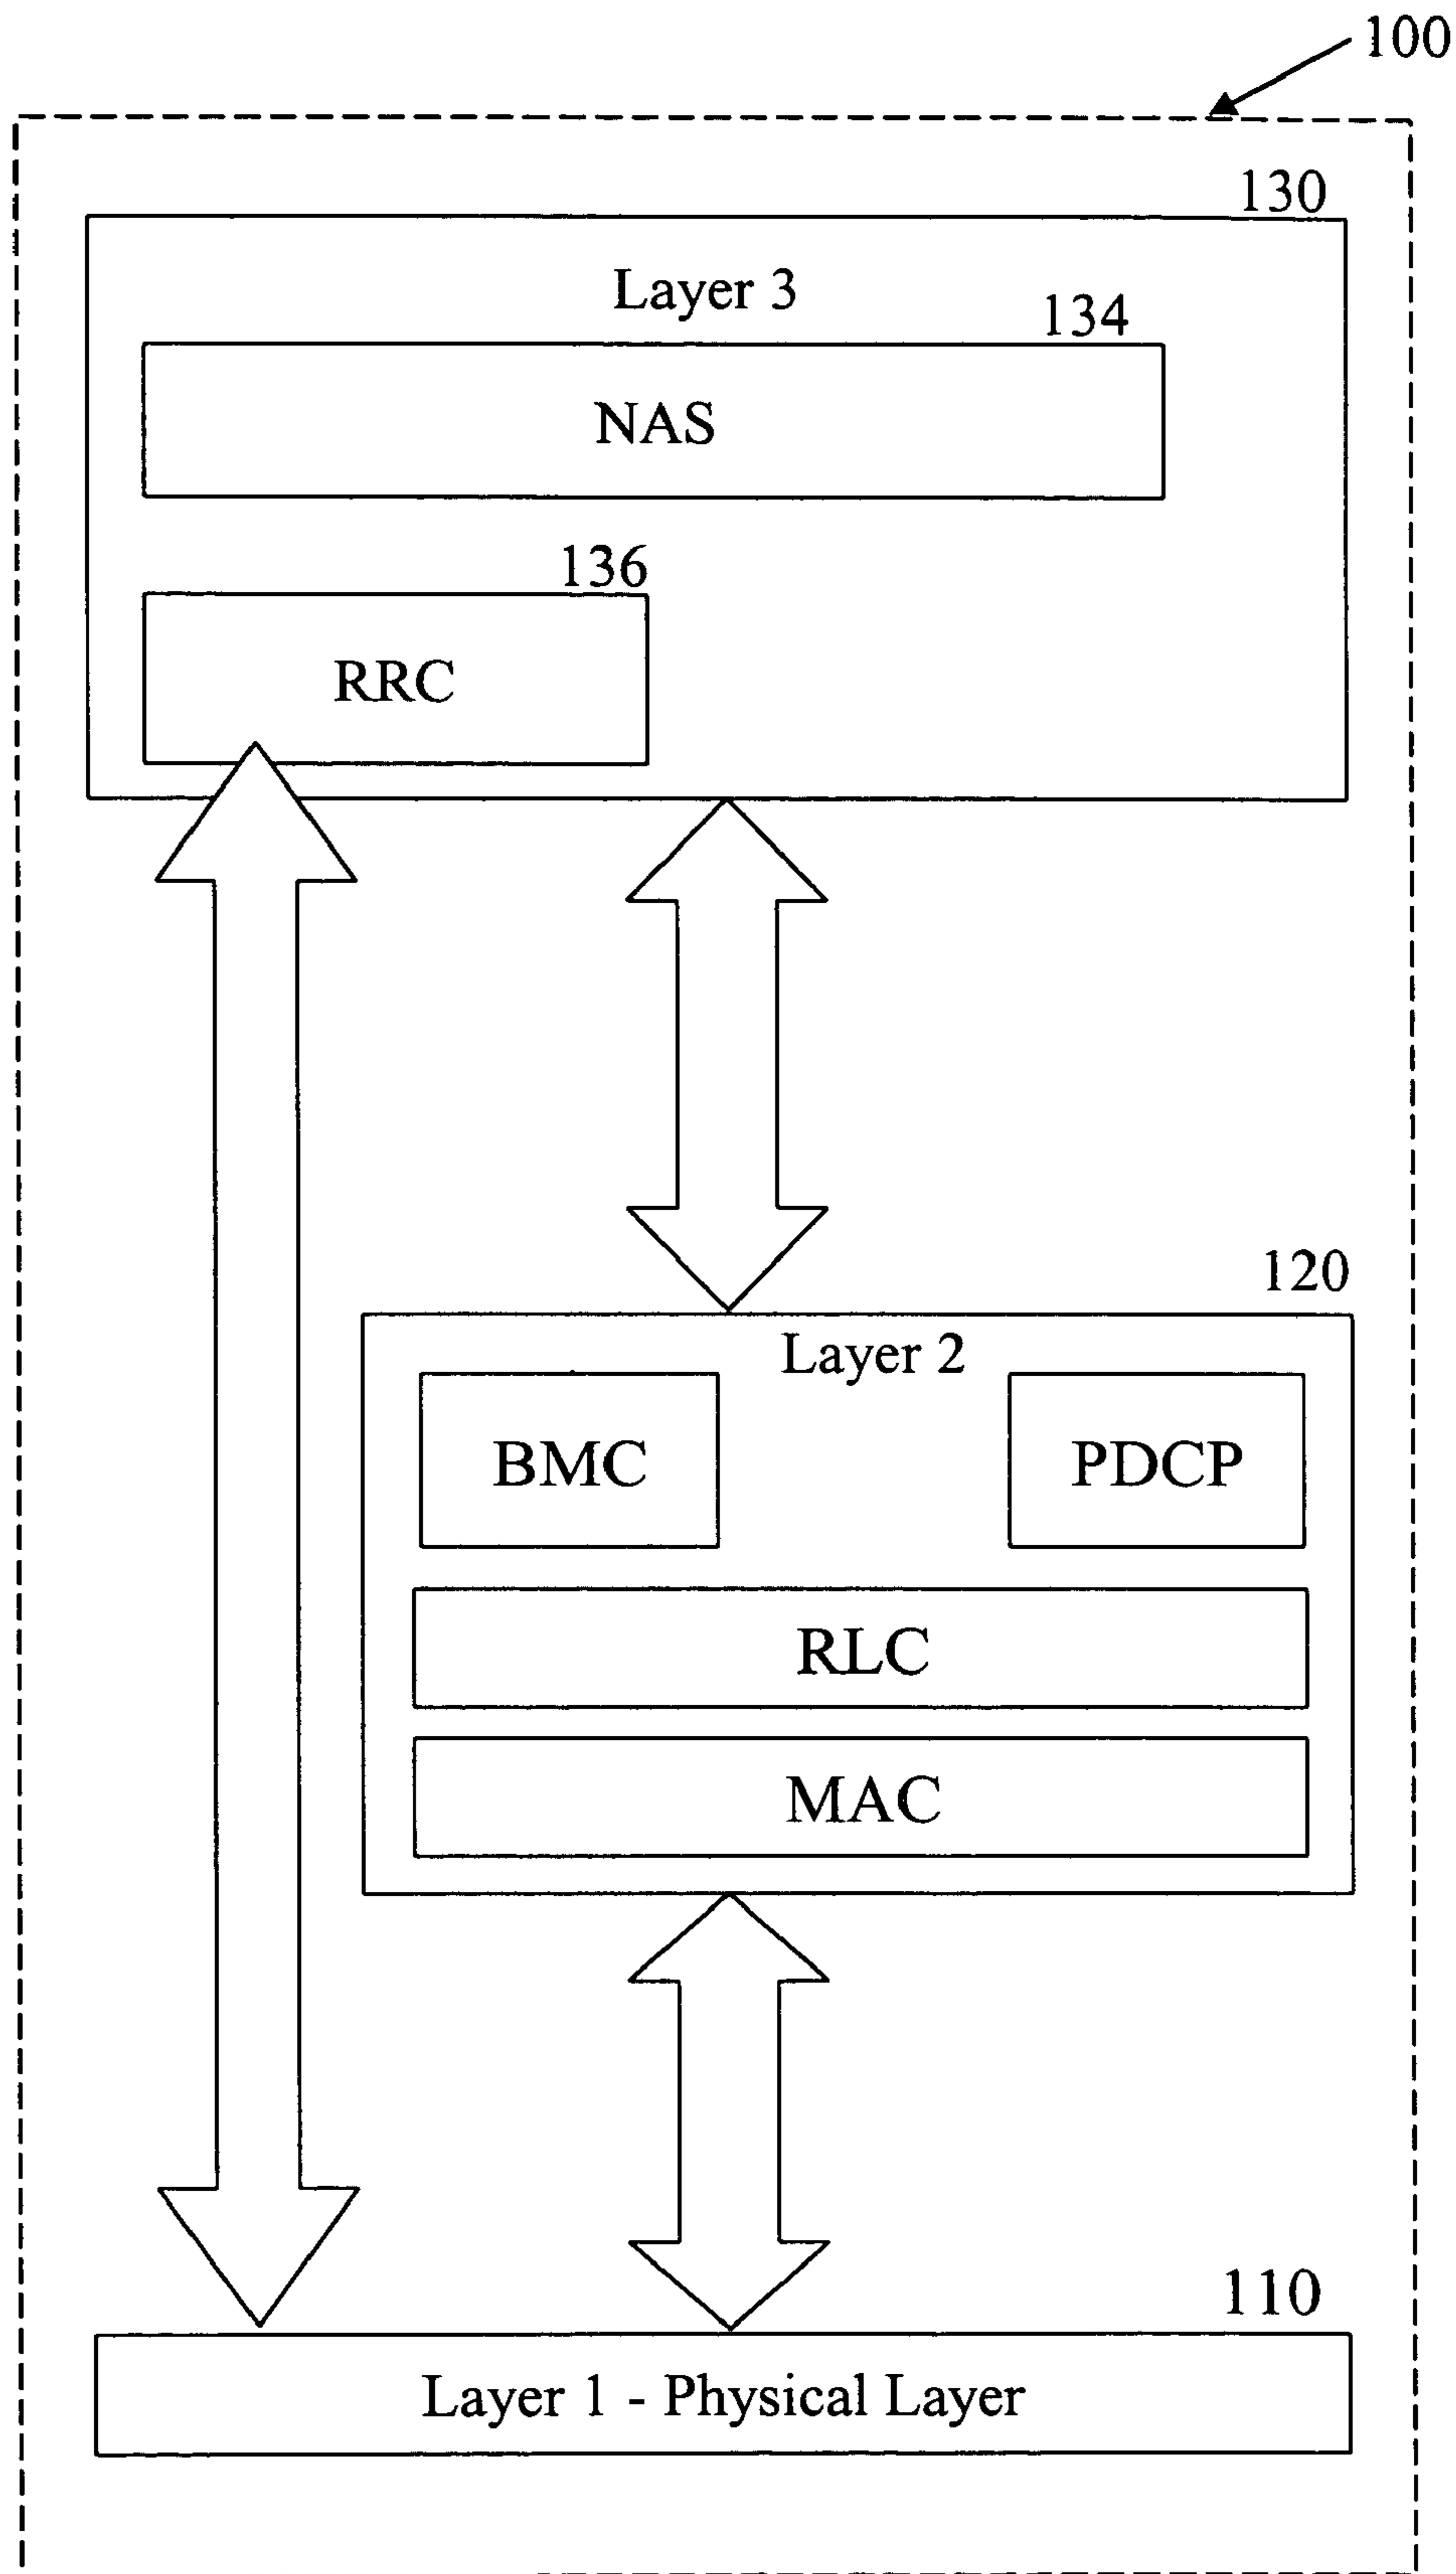 100
130
Layer 3
134
NAS
136
RRC
120
Layer 2
BMC
PDCP
RLC
MAC
110
Layer 1 - Physical Layer